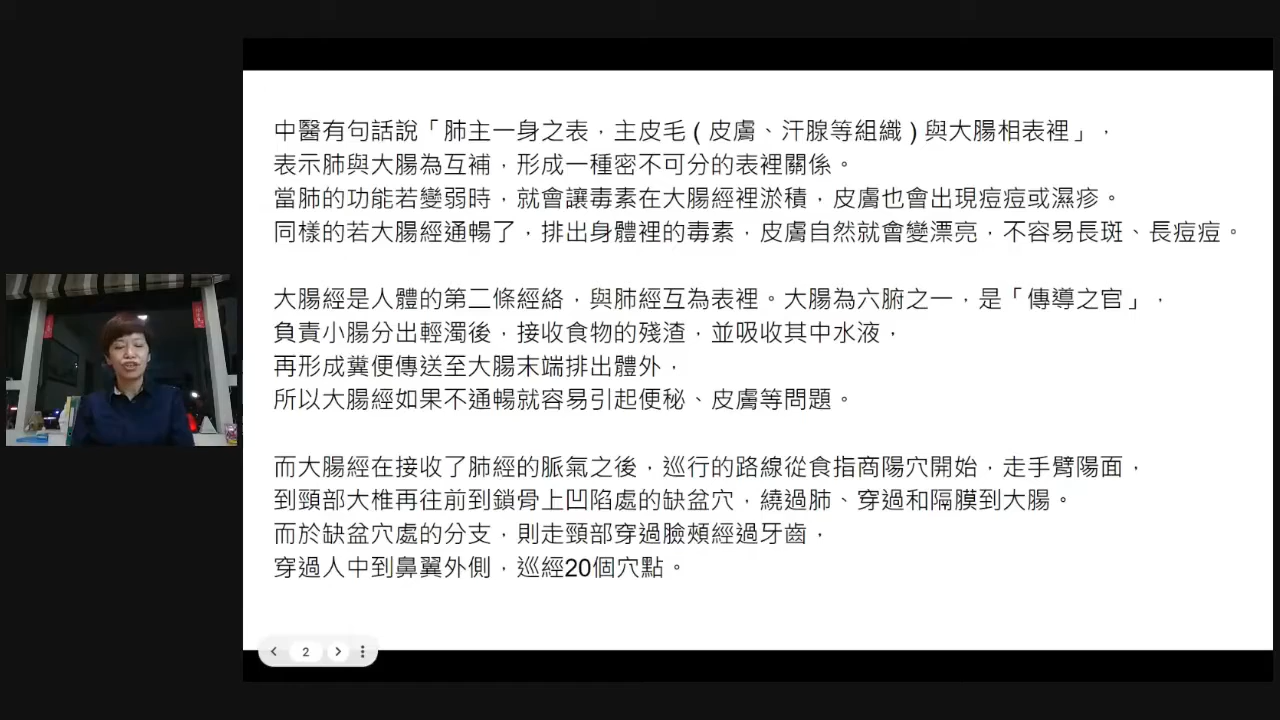 中醫有句話說「肺主一身之表，主皮毛 ( 皮膚、汗腺等組織 ) 與大腸相表裡」，
表示肺與大腸為互補，形成一種密不可分的表裡關係。
當肺的功能若變弱時，就會讓毒素在大腸經裡淤積，皮膚也會出現痘痘或濕疹。
同樣的若大腸經通暢了，排出身體裡的毒素，皮膚自然就會變漂亮，不容易長斑、長痘痘。
大腸經是人體的第二條經絡，與肺經互為表裡。大腸為六腑之一，是「傳導之官」，
負責小腸分出輕濁後，接收食物的殘渣，並吸收其中水液，
再形成糞便傳送至大腸末端排出體外，
所以大腸經如果不通暢就容易引起便秘、皮膚等問題。
而大腸經在接收了肺經的脈氣之後，巡行的路線從食指商陽穴開始，走手臂陽面，
到頸部大椎再往前到鎖骨上凹陷處的缺盆穴，繞過肺、穿過和隔膜到大腸。
而於缺盆穴處的分支，則走頸部穿過臉頰經過牙齒，
穿過人中到鼻翼外側，巡經20個穴點。
2